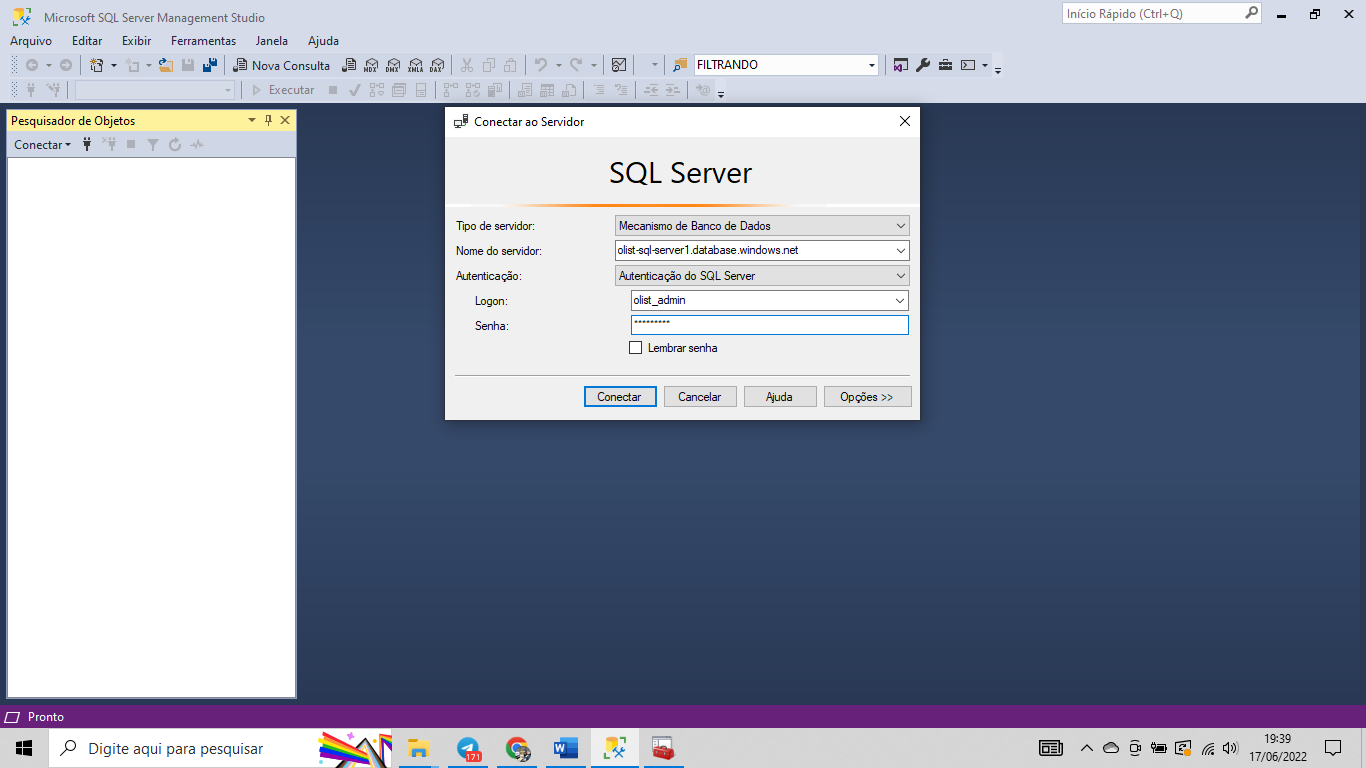 Microsoft SQL Server Management Studio
Início Rápido (Ctrl+Q)
Arquivo Editar Exibir Ferramentas Janela Ajuda
Nova Consulta MDX DMX XMLA DAX FILTRANDO
Executar
Pesquisador de Objetos
Conectar
Conectar ao Servidor
SQL Server
Tipo de servidor: Mecanismo de Banco de Dados
Nome do servidor: olist-sql-server1.database.windows.net
Autenticação: Autenticação do SQL Server
Logon: olist_admin
Senha: *********
Lembrar senha
Conectar Cancelar Ajuda Opções >>
Pronto
Digite aqui para pesquisar
171
19:39
17/06/2022